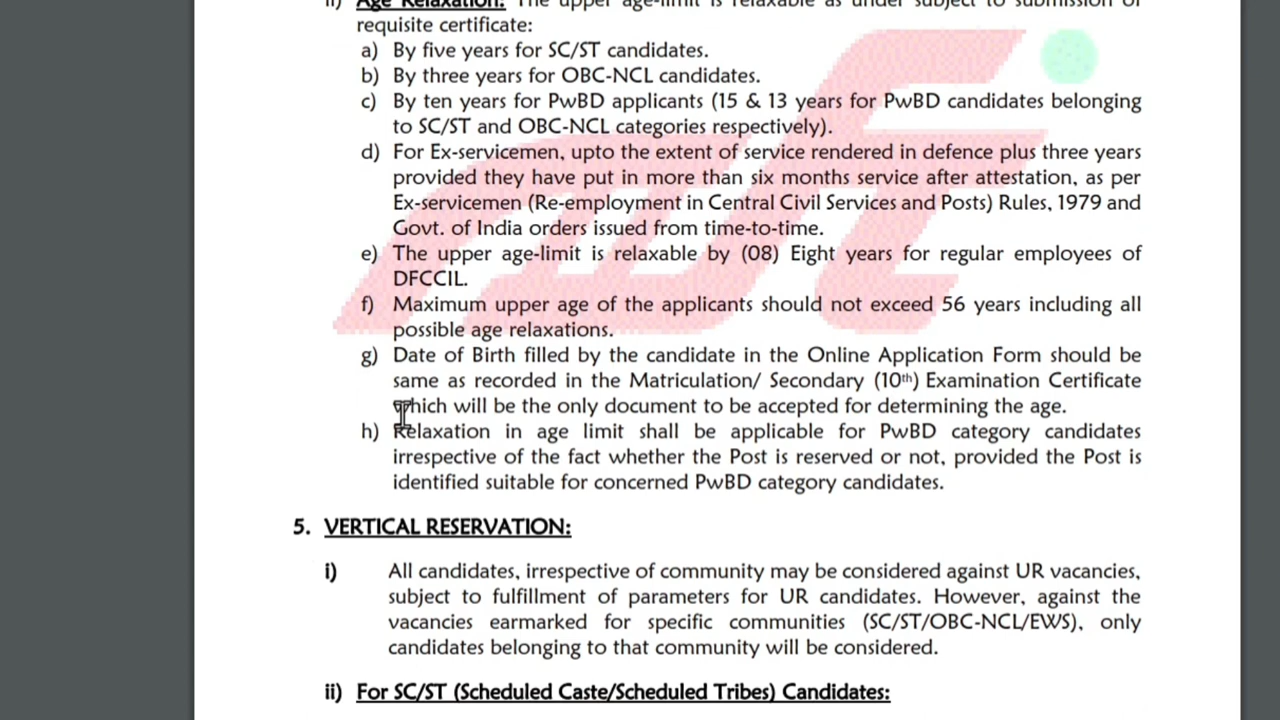 ii) Age Relaxation: The upper age-limit is relaxable as under subject to submission of
requisite certificate:
a) By five years for SC/ST candidates.
b) By three years for OBC-NCL candidates.
c) By ten years for PwBD applicants (15 & 13 years for PwBD candidates belonging
to SC/ST and OBC-NCL categories respectively).
d) For Ex-servicemen, upto the extent of service rendered in defence plus three years
provided they have put in more than six months service after attestation, as per
Ex-servicemen (Re-employment in Central Civil Services and Posts) Rules, 1979 and
Govt. of India orders issued from time-to-time.
e) The upper age-limit is relaxable by (08) Eight years for regular employees of
DFCCIL.
f) Maximum upper age of the applicants should not exceed 56 years including all
possible age relaxations.
g) Date of Birth filled by the candidate in the Online Application Form should be
same as recorded in the Matriculation/ Secondary (10th) Examination Certificate
which will be the only document to be accepted for determining the age.
h) Relaxation in age limit shall be applicable for PwBD category candidates
irrespective of the fact whether the Post is reserved or not, provided the Post is
identified suitable for concerned PwBD category candidates.
5. VERTICAL RESERVATION:
i) All candidates, irrespective of community may be considered against UR vacancies,
subject to fulfillment of parameters for UR candidates. However, against the
vacancies earmarked for specific communities (SC/ST/OBC-NCL/EWS), only
candidates belonging to that community will be considered.
ii) For SC/ST (Scheduled Caste/Scheduled Tribes) Candidates: